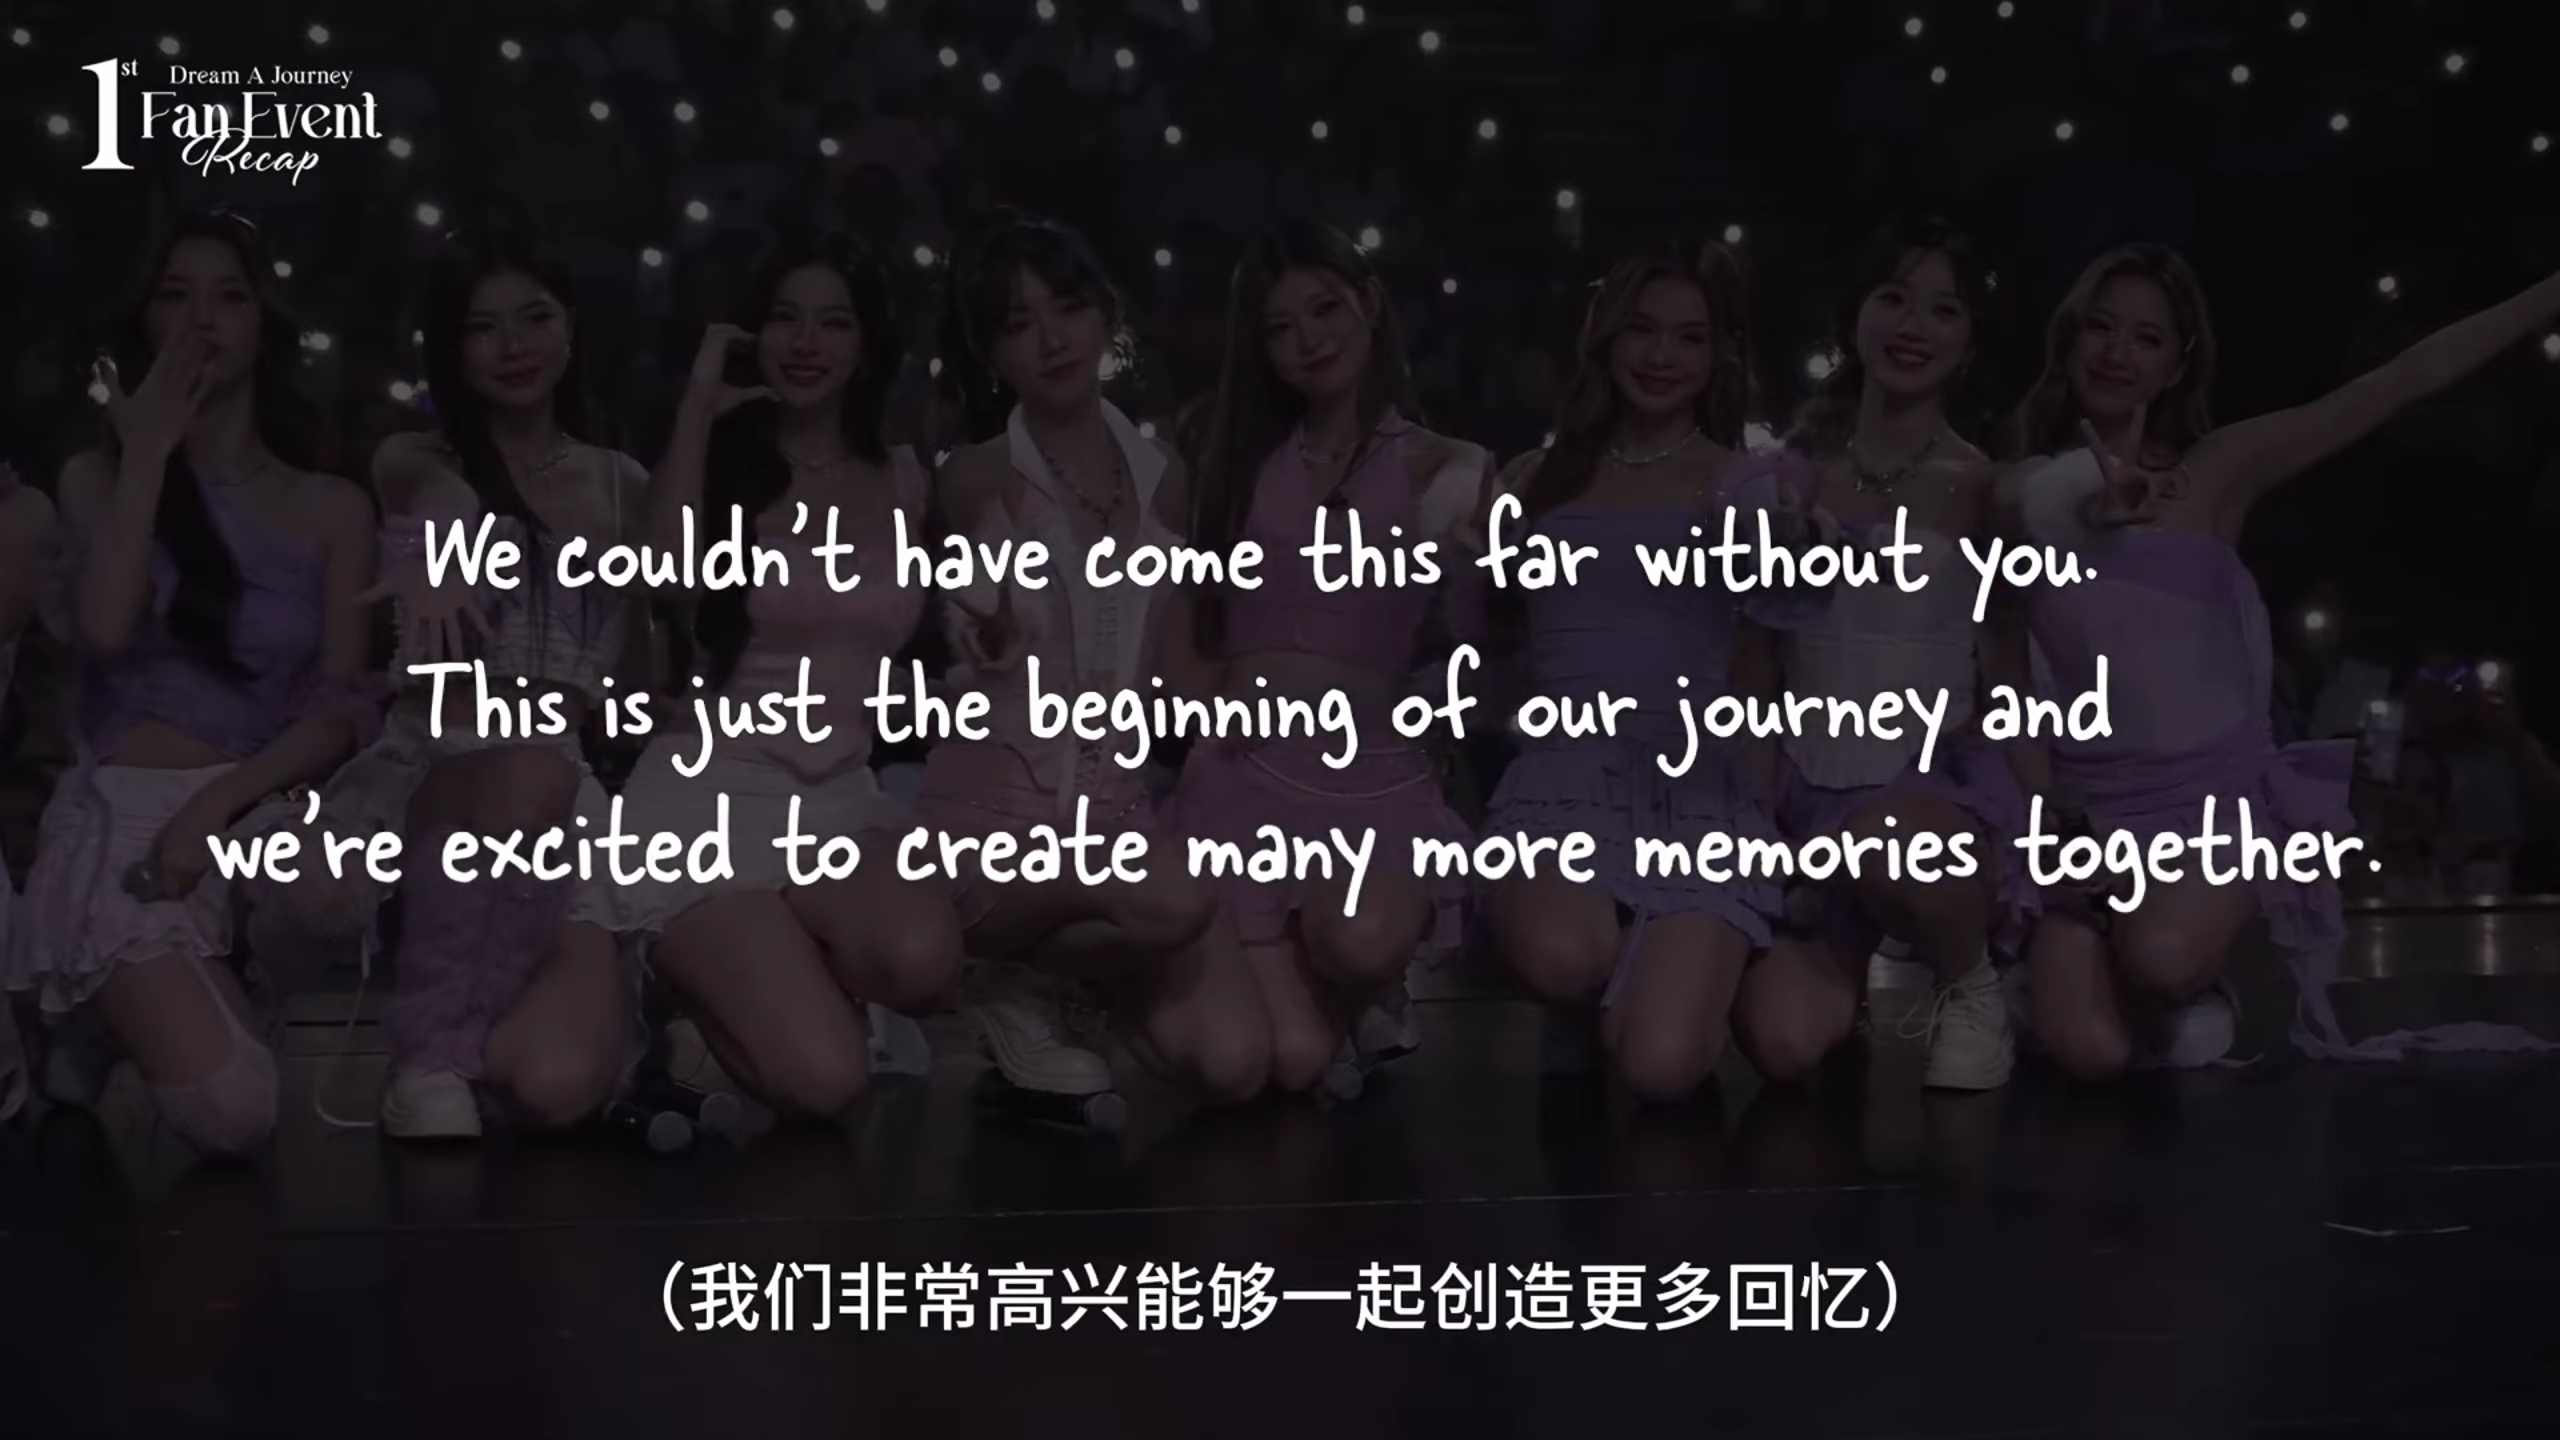 1st Dream A Journey
Fan Event
Recap
We couldn't have come this far without you.
This is just the beginning of our journey and
we're excited to create many more memories together.
（我们非常高兴能够一起创造更多回忆）